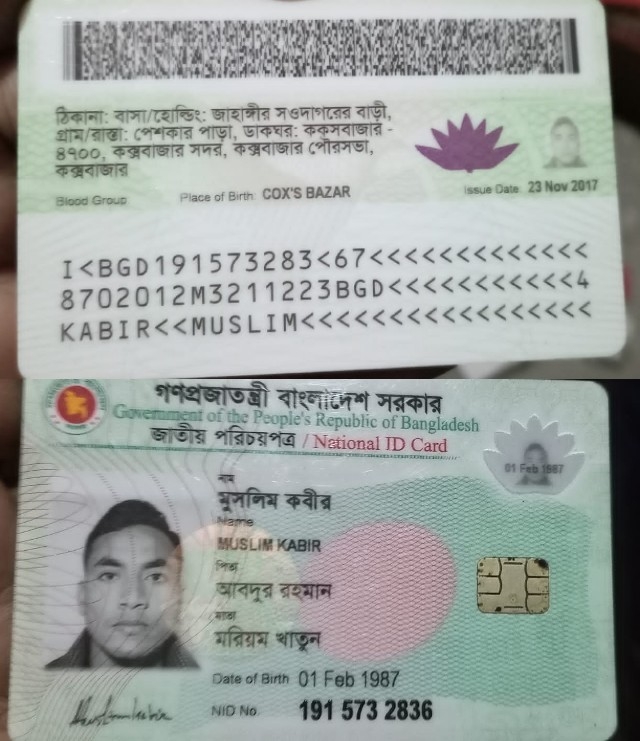 ঠিকানা: বাসা/হোল্ডিং: জাহাঙ্গীর সওদাগরের বাড়ী,
গ্রাম/রাস্তা: পেশকার পাড়া, ডাকঘর: ককসবাজার -
৪৭০০, কক্সবাজার সদর, কক্সবাজার পৌরসভা,
কক্সবাজার
Blood Group Place of Birth: COX'S BAZAR Issue Date: 23 Nov 2017
I<BGD191573283<67<<<<<<<<<<<<<
8702012M3211223BGD<<<<<<<<<<<4
KABIR<<MUSLIM<<<<<<<<<<<<<<<<<
গণপ্রজাতন্ত্রী বাংলাদেশ সরকার
Government of the People's Republic of Bangladesh
জাতীয় পরিচয়পত্র / National ID Card
01 Feb 1987
নাম
মুসলিম কবীর
Name
MUSLIM KABIR
পিতা
আবদুর রহমান
মাতা
মরিয়ম খাতুন
Date of Birth 01 Feb 1987
NID No. 191 573 2836